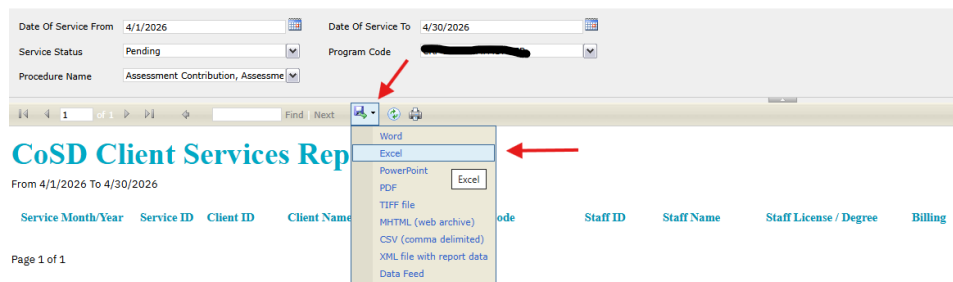 Date Of Service From 4/1/2026 Date Of Service To 4/30/2026
Service Status Pending Program Code
Procedure Name Assessment Contribution, Assessme
1 of 1 Find | Next
Word
CoSD Client Services Rep
Excel
PowerPoint
Excel
From 4/1/2026 To 4/30/2026
PDF
TIFF file
Service Month/Year Service ID Client ID Client Name ode Staff ID Staff Name Staff License / Degree Billing
MHTML (web archive)
CSV (comma delimited)
Page 1 of 1
XML file with report data
Data Feed